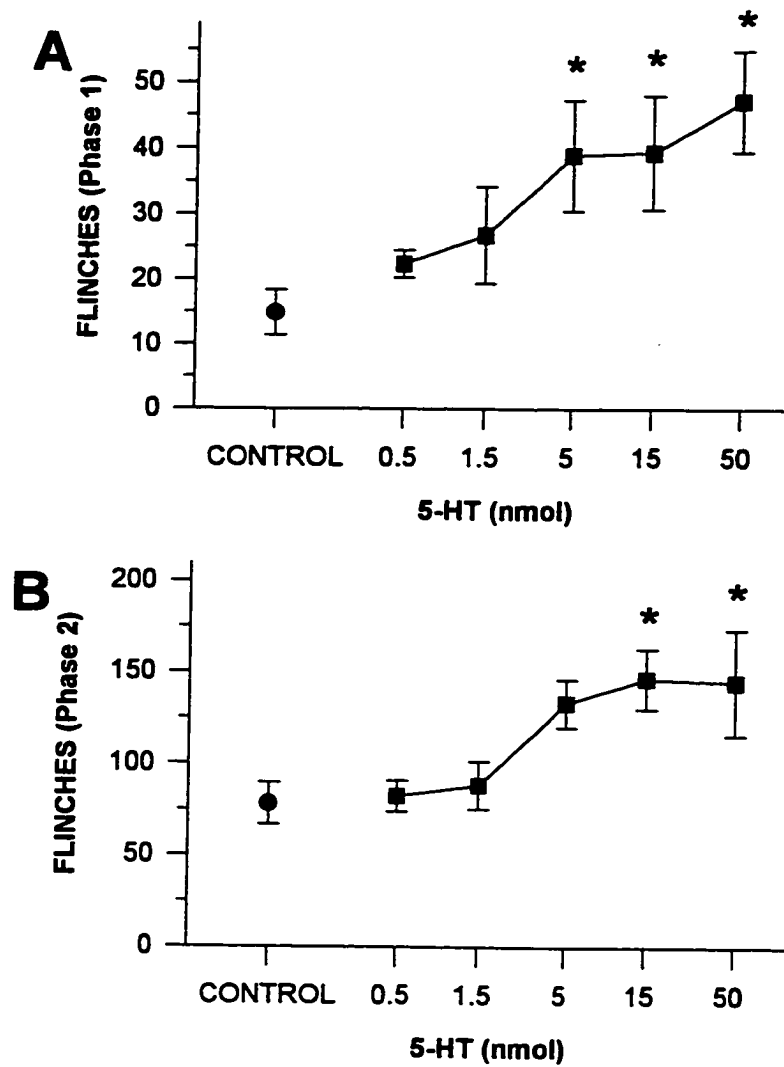 A
FLINCHES (Phase 1)
50
40
30
20
10
0
* * *
CONTROL 0.5 1.5 5 15 50
5-HT (nmol)
B
FLINCHES (Phase 2)
200
150
100
50
0
* *
CONTROL 0.5 1.5 5 15 50
5-HT (nmol)